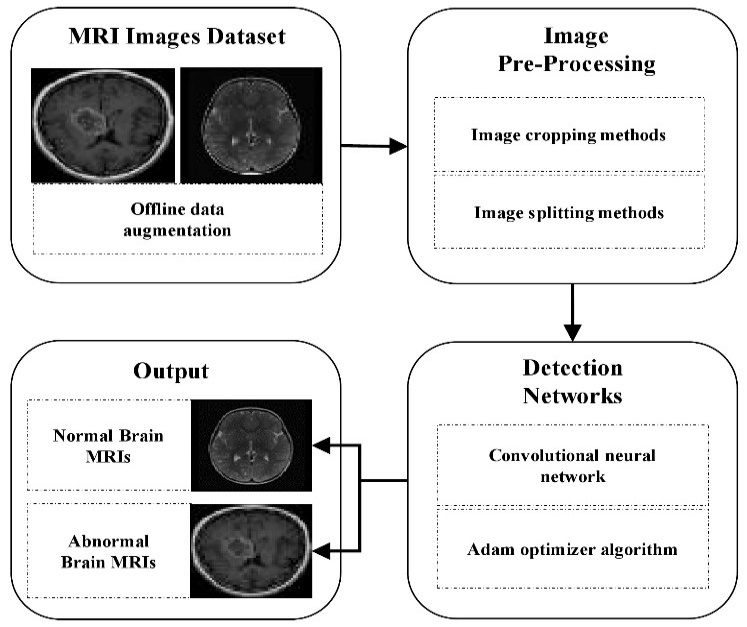 MRI Images Dataset
Offline data
augmentation
Image
Pre-Processing
Image cropping methods
Image splitting methods
Detection
Networks
Convolutional neural
network
Adam optimizer algorithm
Output
Normal Brain
MRIs
Abnormal
Brain MRIs